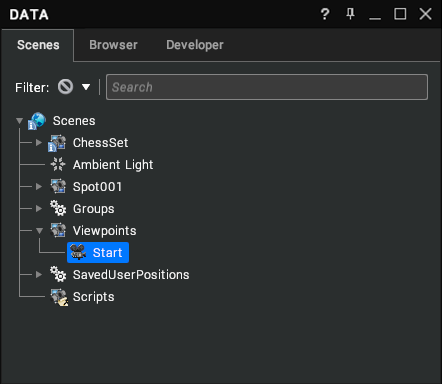 DATA ?
Scenes Browser Developer
Filter: Search
Scenes
ChessSet
Ambient Light
Spot001
Groups
Viewpoints
Start
SavedUserPositions
Scripts